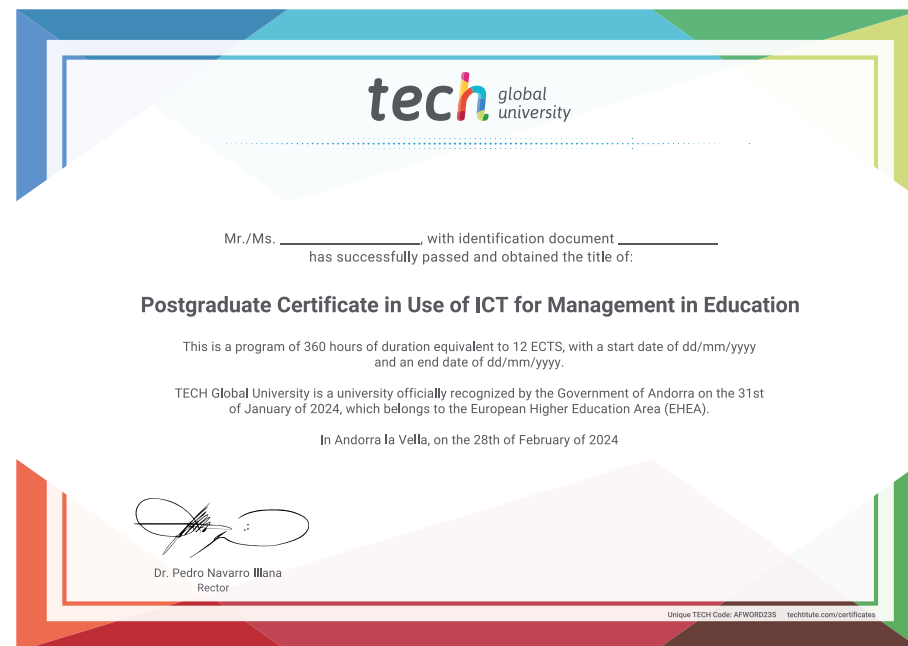 tech global university
Mr./Ms. ____________, with identification document ____________
has successfully passed and obtained the title of:
Postgraduate Certificate in Use of ICT for Management in Education
This is a program of 360 hours of duration equivalent to 12 ECTS, with a start date of dd/mm/yyyy
and an end date of dd/mm/yyyy.
TECH Global University is a university officially recognized by the Government of Andorra on the 31st
of January of 2024, which belongs to the European Higher Education Area (EHEA).
In Andorra la Vella, on the 28th of February of 2024
Dr. Pedro Navarro Illana
Rector
Unique TECH Code: AFWORD23S techtitute.com/certificates